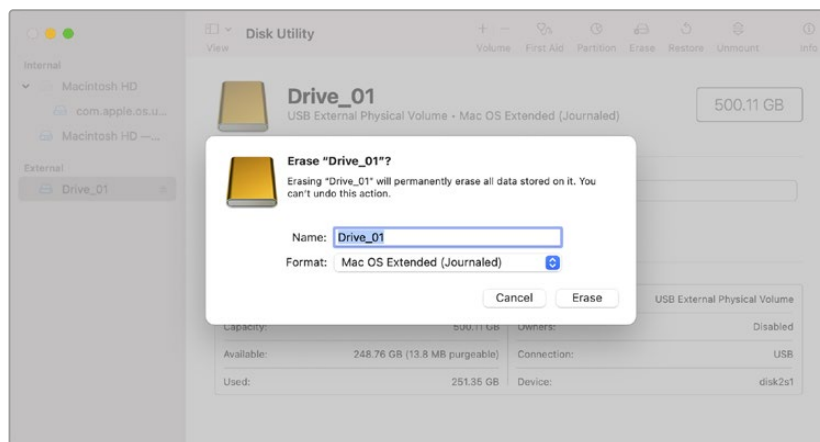 Disk Utility
View
Volume First Aid Partition Erase Restore Unmount Info
Internal
Macintosh HD
com.apple.os.u...
Macintosh HD —...
External
Drive_01
Drive_01
USB External Physical Volume • Mac OS Extended (Journaled)
500.11 GB
Erase “Drive_01”?
Erasing “Drive_01” will permanently erase all data stored on it. You
can’t undo this action.
Name: Drive_01
Format: Mac OS Extended (Journaled)
Cancel Erase
USB External Physical Volume
Capacity: 500.11 GB Owners: Disabled
Available: 248.76 GB (13.8 MB purgeable) Connection: USB
Used: 251.35 GB Device: disk2s1